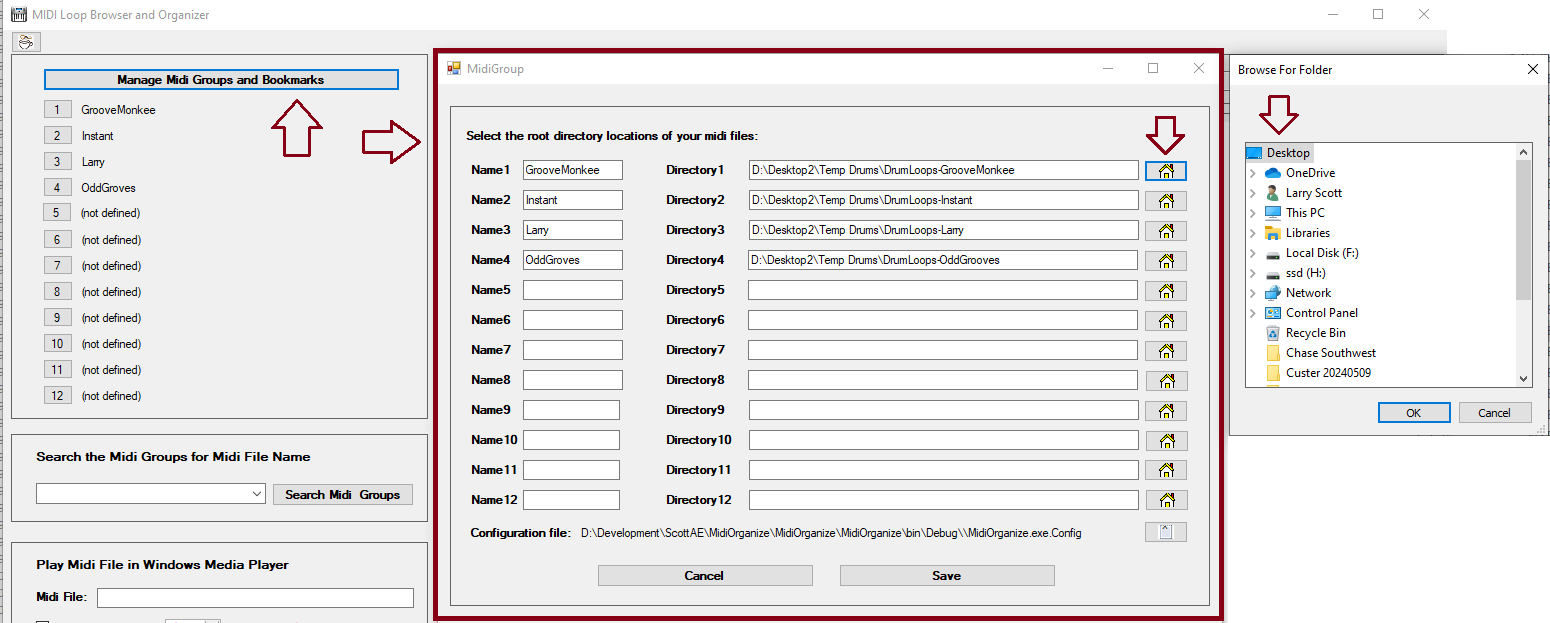 MIDI Loop Browser and Organizer
Manage Midi Groups and Bookmarks
1 GrooveMonkee
2 Instant
3 Larry
4 OddGroves
5 (not defined)
6 (not defined)
7 (not defined)
8 (not defined)
9 (not defined)
10 (not defined)
11 (not defined)
12 (not defined)
Search the Midi Groups for Midi File Name
Search Midi Groups
Play Midi File in Windows Media Player
Midi File:
MidiGroup
Select the root directory locations of your midi files:
Name1 GrooveMonkee Directory1 D:\Desktop2\Temp Drums\DrumLoops-GrooveMonkee
Name2 Instant Directory2 D:\Desktop2\Temp Drums\DrumLoops-Instant
Name3 Larry Directory3 D:\Desktop2\Temp Drums\DrumLoops-Larry
Name4 OddGroves Directory4 D:\Desktop2\Temp Drums\DrumLoops-OddGrooves
Name5 Directory5
Name6 Directory6
Name7 Directory7
Name8 Directory8
Name9 Directory9
Name10 Directory10
Name11 Directory11
Name12 Directory12
Configuration file: D:\Development\ScottAE\MidiOrganize\MidiOrganize\MidiOrganize\bin\Debug\\MidiOrganize.exe.Config
Cancel Save
Browse For Folder
Desktop
OneDrive
Larry Scott
This PC
Libraries
Local Disk (F:)
ssd (H:)
Network
Control Panel
Recycle Bin
Chase Southwest
Custer 20240509
OK Cancel